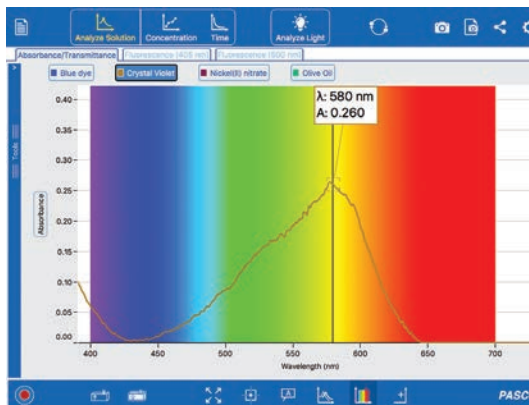 Analyze Solution
Concentration
Time
Analyze Light
Absorbance/Transmittance
Fluorescence (405 nm)
Fluorescence (500 nm)
Blue dye
Crystal Violet
Nickel(II) nitrate
Olive Oil
Tools
λ: 580 nm
A: 0.260
0.40
0.35
0.30
0.25
0.20
0.15
0.10
0.05
0.00
Absorbance
400
450
500
550
600
650
700
Wavelength (nm)
A
PASC